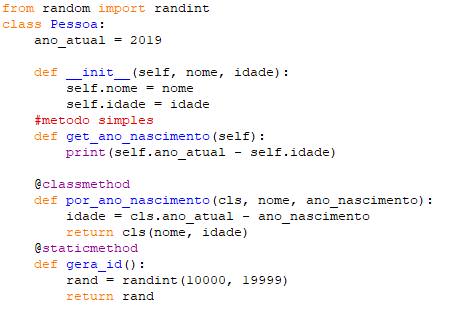 from random import randint
class Pessoa:
    ano_atual = 2019

    def __init__(self, nome, idade):
        self.nome = nome
        self.idade = idade
    #metodo simples
    def get_ano_nascimento(self):
        print(self.ano_atual - self.idade)

    @classmethod
    def por_ano_nascimento(cls, nome, ano_nascimento):
        idade = cls.ano_atual - ano_nascimento
        return cls(nome, idade)
    @staticmethod
    def gera_id():
        rand = randint(10000, 19999)
        return rand